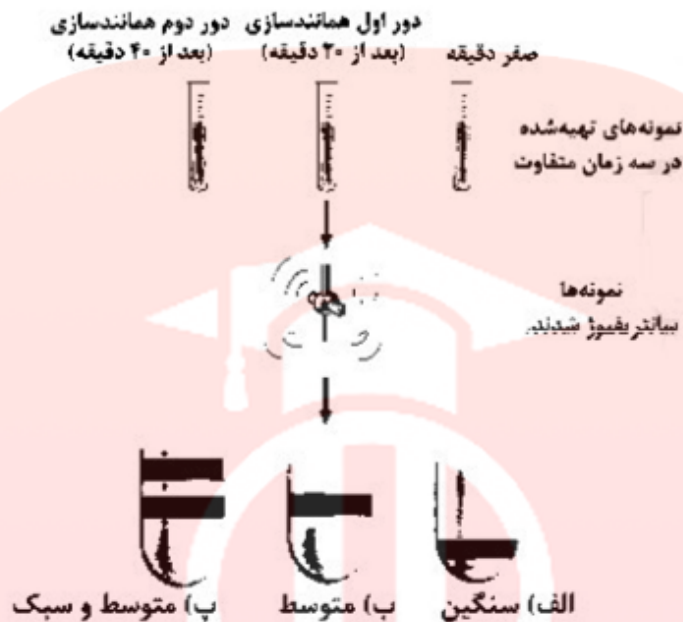 صفر دقیقه
دور اول همانندسازی
(بعد از ۲۰ دقیقه)
دور دوم همانندسازی
(بعد از ۴۰ دقیقه)
نمونه‌های تهیه‌شده
در سه زمان متفاوت
نمونه‌ها
سانتریفیوژ شدند.
الف) سنگین
ب) متوسط
پ) متوسط و سبک